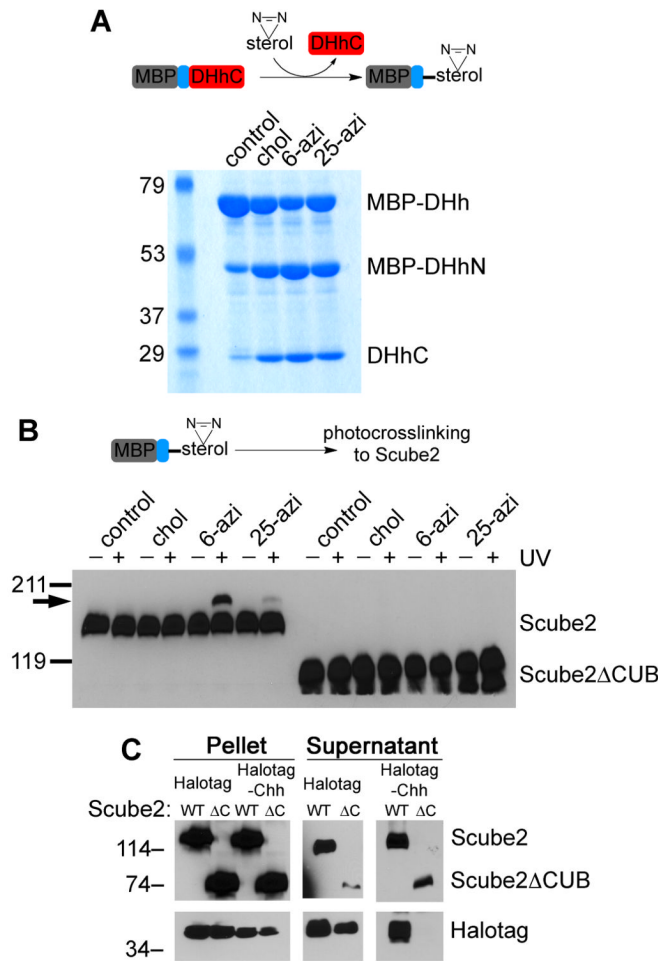 A
N=N
sterol
DHhC
MBP
DHhC
MBP
N=N
sterol
control
chol
6-azi
25-azi
79
53
37
29
MBP-DHh
MBP-DHhN
DHhC
B
MBP
N=N
sterol
photocrosslinking
to Scube2
control
chol
6-azi
25-azi
control
chol
6-azi
25-azi
– + – + – + – + – + – + – + – + UV
211
119
Scube2
Scube2ΔCUB
C
Pellet
Supernatant
Halotag
Halotag
-Chh
Halotag
Halotag
-Chh
Scube2: WT ΔC WT ΔC WT ΔC WT ΔC
114–
74–
34–
Scube2
Scube2ΔCUB
Halotag